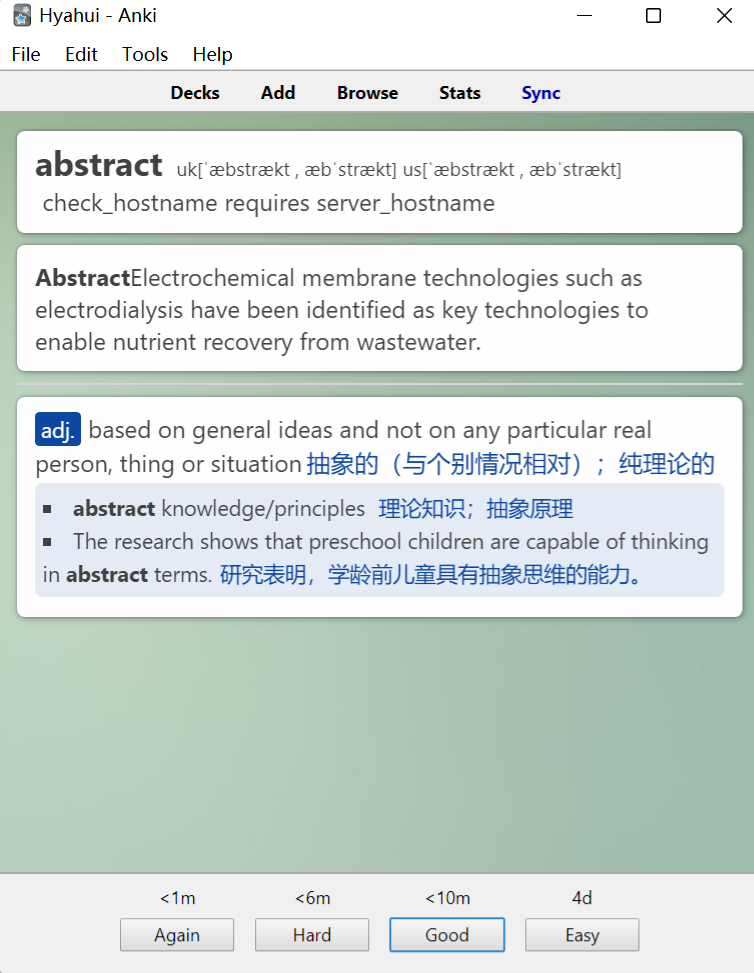 Hyahui - Anki
File Edit Tools Help
Decks Add Browse Stats Sync
abstract uk[ˈæbstrækt , æbˈstrækt] us[ˈæbstrækt , æbˈstrækt]
check_hostname requires server_hostname
AbstractElectrochemical membrane technologies such as
electrodialysis have been identified as key technologies to
enable nutrient recovery from wastewater.
adj. based on general ideas and not on any particular real
person, thing or situation 抽象的（与个别情况相对）；纯理论的
▪ abstract knowledge/principles 理论知识；抽象原理
▪ The research shows that preschool children are capable of thinking
in abstract terms. 研究表明，学龄前儿童具有抽象思维的能力。
<1m <6m <10m 4d
Again Hard Good Easy